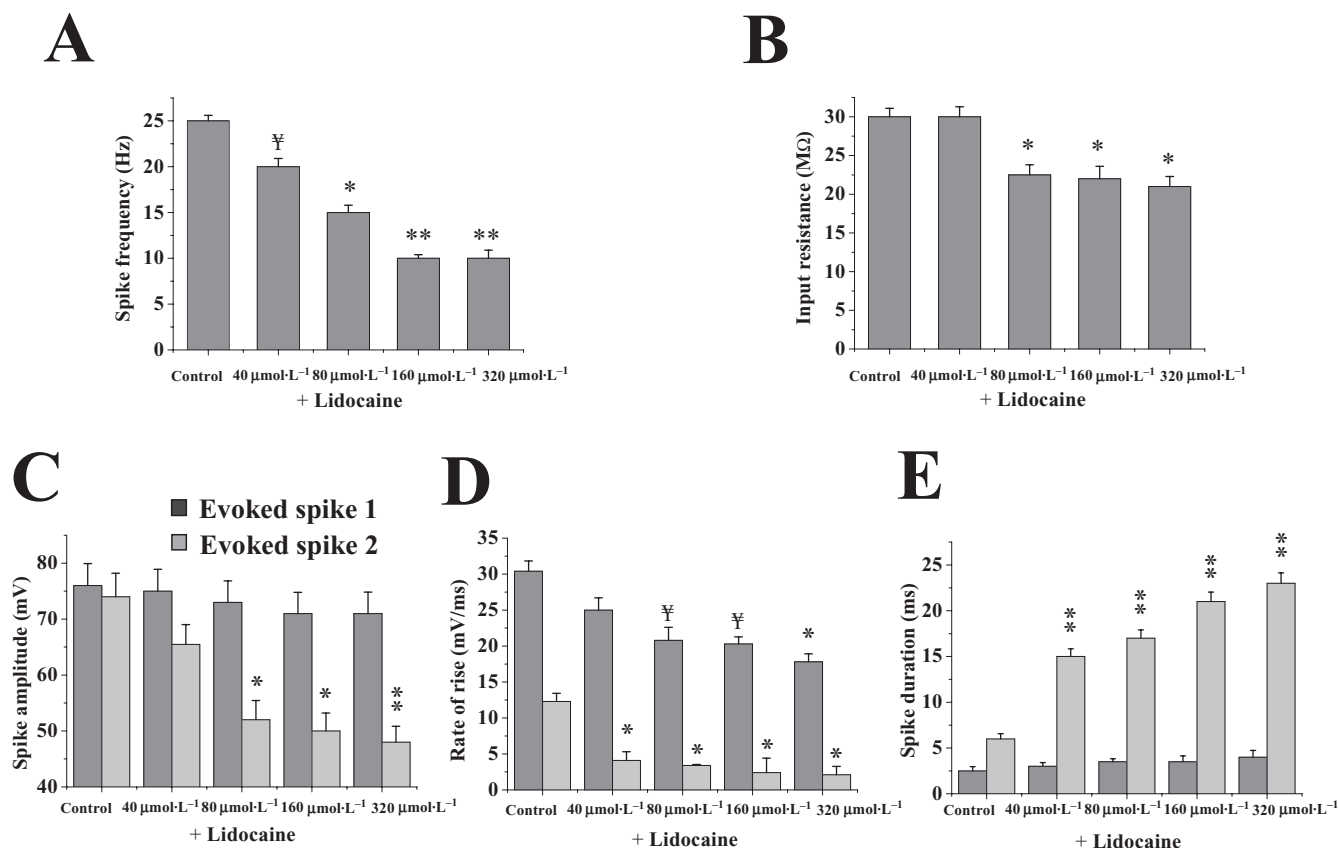 A
Spike frequency (Hz)
25
20
15
10
5
0
¥
*
**
**
Control 40 μmol·L⁻¹ 80 μmol·L⁻¹ 160 μmol·L⁻¹ 320 μmol·L⁻¹
+ Lidocaine
B
Input resistance (MΩ)
30
25
20
15
10
5
0
*
*
*
Control 40 μmol·L⁻¹ 80 μmol·L⁻¹ 160 μmol·L⁻¹ 320 μmol·L⁻¹
+ Lidocaine
C
Evoked spike 1
Evoked spike 2
Spike amplitude (mV)
80
70
60
50
40
*
*
**
Control 40 μmol·L⁻¹ 80 μmol·L⁻¹ 160 μmol·L⁻¹ 320 μmol·L⁻¹
+ Lidocaine
D
Rate of rise (mV/ms)
35
30
25
20
15
10
5
0
¥
¥
*
*
*
*
*
Control 40 μmol·L⁻¹ 80 μmol·L⁻¹ 160 μmol·L⁻¹ 320 μmol·L⁻¹
+ Lidocaine
E
Spike duration (ms)
25
20
15
10
5
0
**
**
**
**
Control 40 μmol·L⁻¹ 80 μmol·L⁻¹ 160 μmol·L⁻¹ 320 μmol·L⁻¹
+ Lidocaine